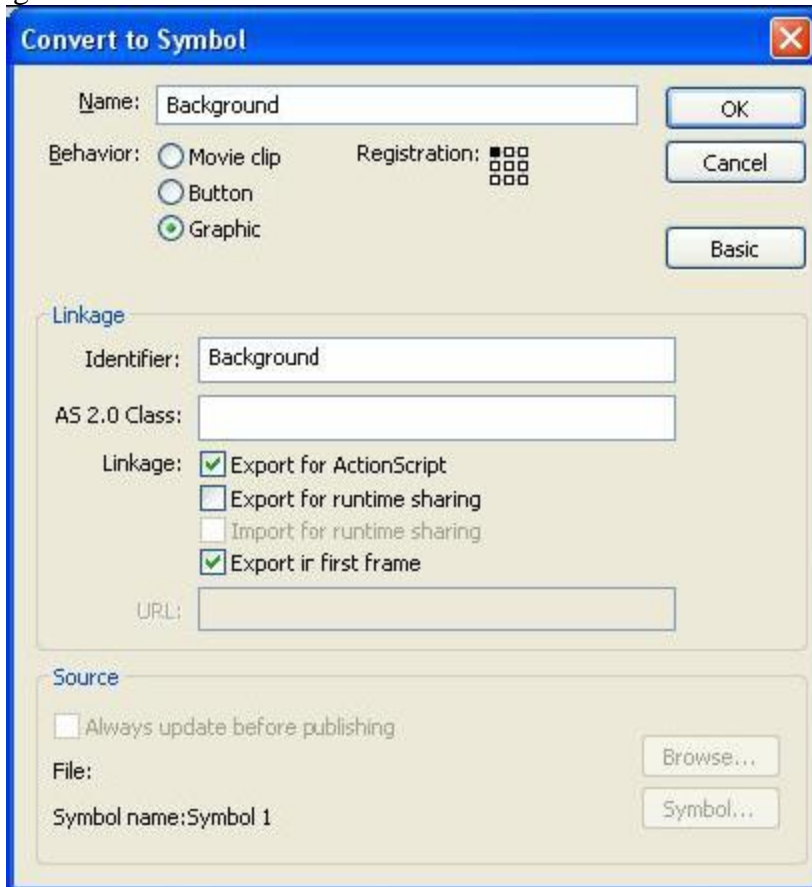 Convert to Symbol
Name: Background
OK
Behavior: Movie clip Registration:
Cancel
Button
Graphic
Basic
Linkage
Identifier: Background
AS 2.0 Class:
Linkage: Export for ActionScript
Export for runtime sharing
Import for runtime sharing
Export in first frame
URL:
Source
Always update before publishing
Browse...
File:
Symbol name:Symbol 1
Symbol...